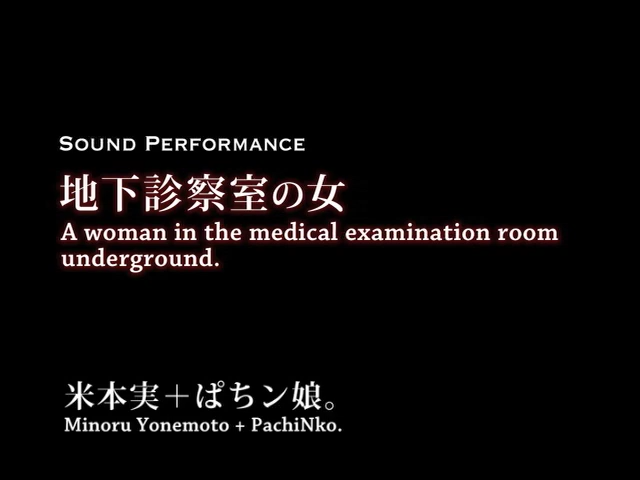 SOUND PERFORMANCE
地下診察室の女
A woman in the medical examination room
underground.
米本実＋ぱちン娘。
Minoru Yonemoto + PachiNko.